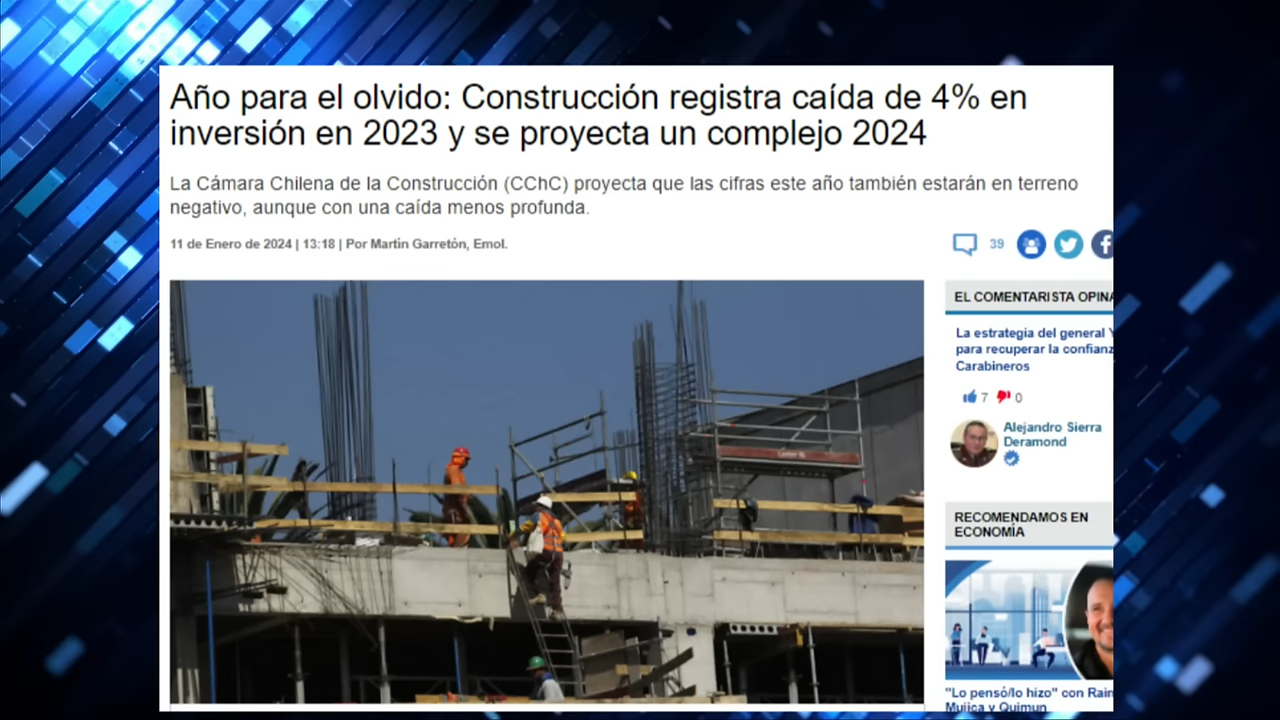 Año para el olvido: Construcción registra caída de 4% en
inversión en 2023 y se proyecta un complejo 2024
La Cámara Chilena de la Construcción (CChC) proyecta que las cifras este año también estarán en terreno
negativo, aunque con una caída menos profunda.
11 de Enero de 2024 | 13:18 | Por Martín Garretón, Emol.
39
EL COMENTARISTA OPINA
La estrategia del general Y
para recuperar la confianz
Carabineros
7 0
Alejandro Sierra
Deramond
RECOMENDAMOS EN
ECONOMÍA
"Lo pensó/lo hizo" con Rain
Mujica y Quimun